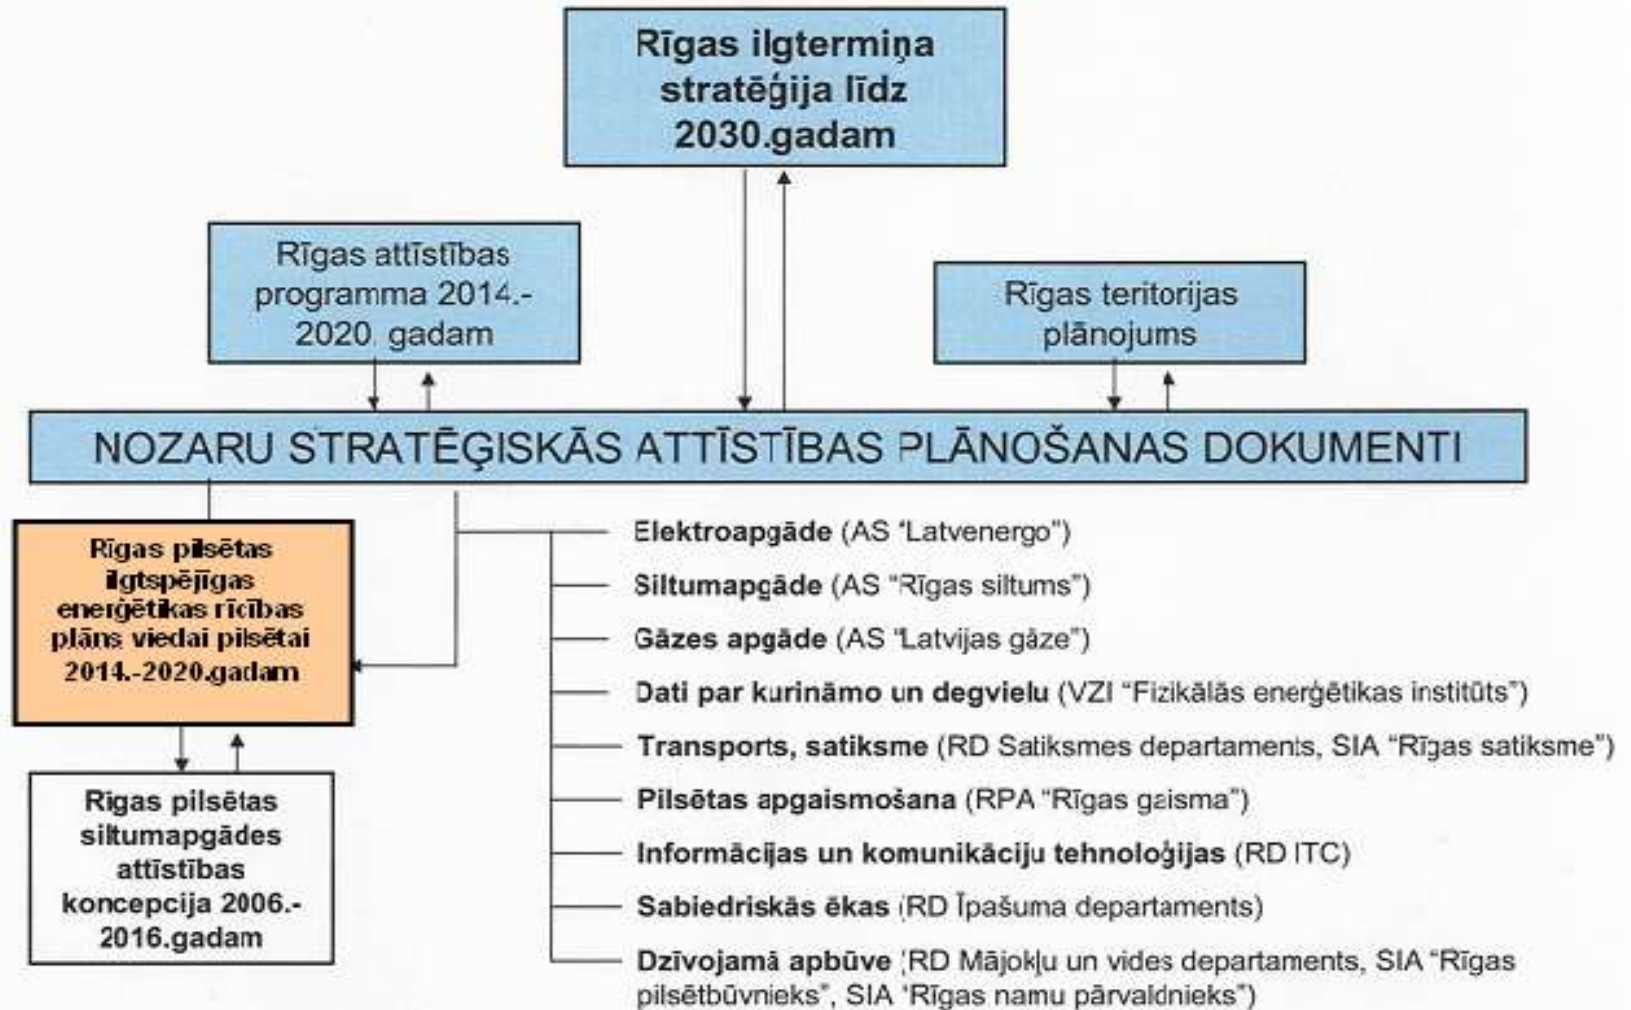 Rīgas ilgtermiņa
stratēģija līdz
2030.gadam
Rīgas attīstības
programma 2014.-
2020. gadam
Rīgas teritorijas
plānojums
NOZARU STRATĒĢISKĀS ATTĪSTĪBAS PLĀNOŠANAS DOKUMENTI
Rīgas pilsētas
ilgtspējīgas
enerģētikas rīcības
plāns viedai pilsētai
2014.-2020.gadam
Rīgas pilsētas
siltumapgādes
attīstības
koncepcija 2006.-
2016.gadam
Elektroapgāde (AS “Latvenergo”)
Siltumapgāde (AS “Rīgas siltums”)
Gāzes apgāde (AS “Latvijas gāze”)
Dati par kurināmo un degvielu (VZI “Fizikālās enerģētikas institūts”)
Transports, satiksme (RD Satiksmes departaments, SIA “Rīgas satiksme”)
Pilsētas apgaismošana (RPA “Rīgas gaisma”)
Informācijas un komunikāciju tehnoloģijas (RD ITC)
Sabiedriskās ēkas (RD Īpašuma departaments)
Dzīvojamā apbūve (RD Mājokļu un vides departaments, SIA “Rīgas
pilsētbūvnieks”, SIA “Rīgas namu pārvaldnieks”)